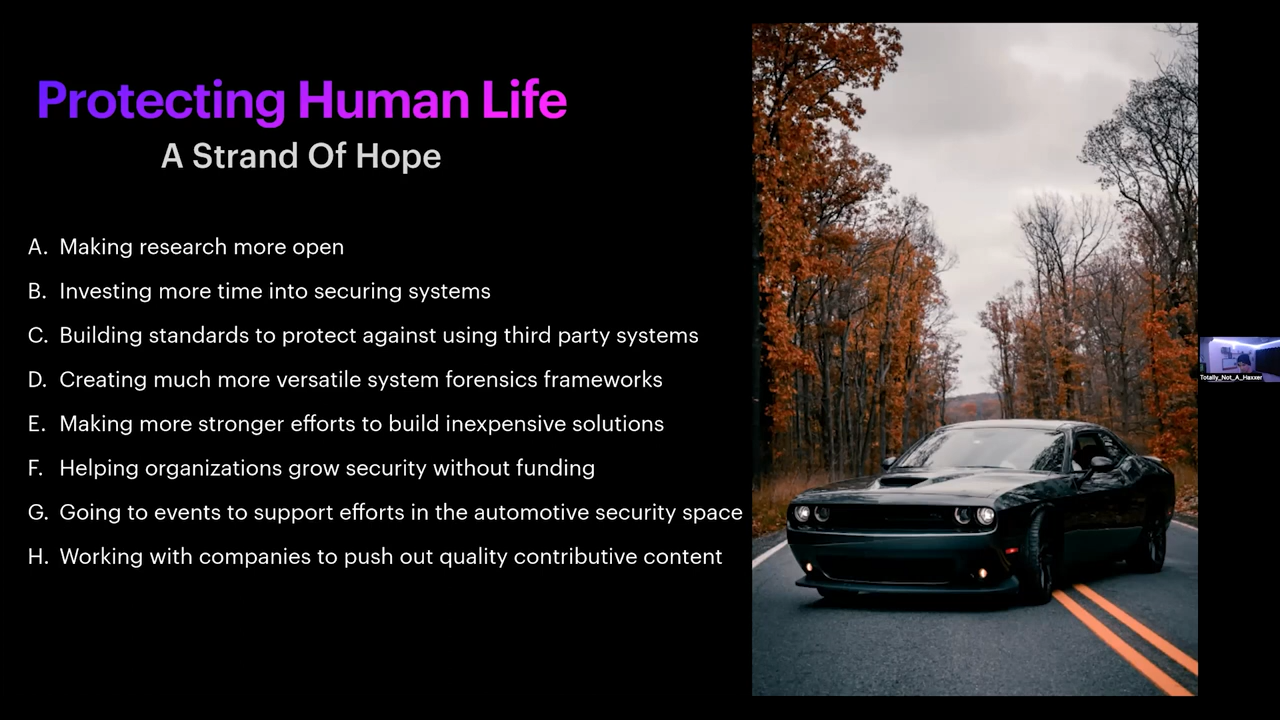 Protecting Human Life
A Strand Of Hope
A. Making research more open
B. Investing more time into securing systems
C. Building standards to protect against using third party systems
D. Creating much more versatile system forensics frameworks
E. Making more stronger efforts to build inexpensive solutions
F. Helping organizations grow security without funding
G. Going to events to support efforts in the automotive security space
H. Working with companies to push out quality contributive content
Totally_Not_A_Haxxer